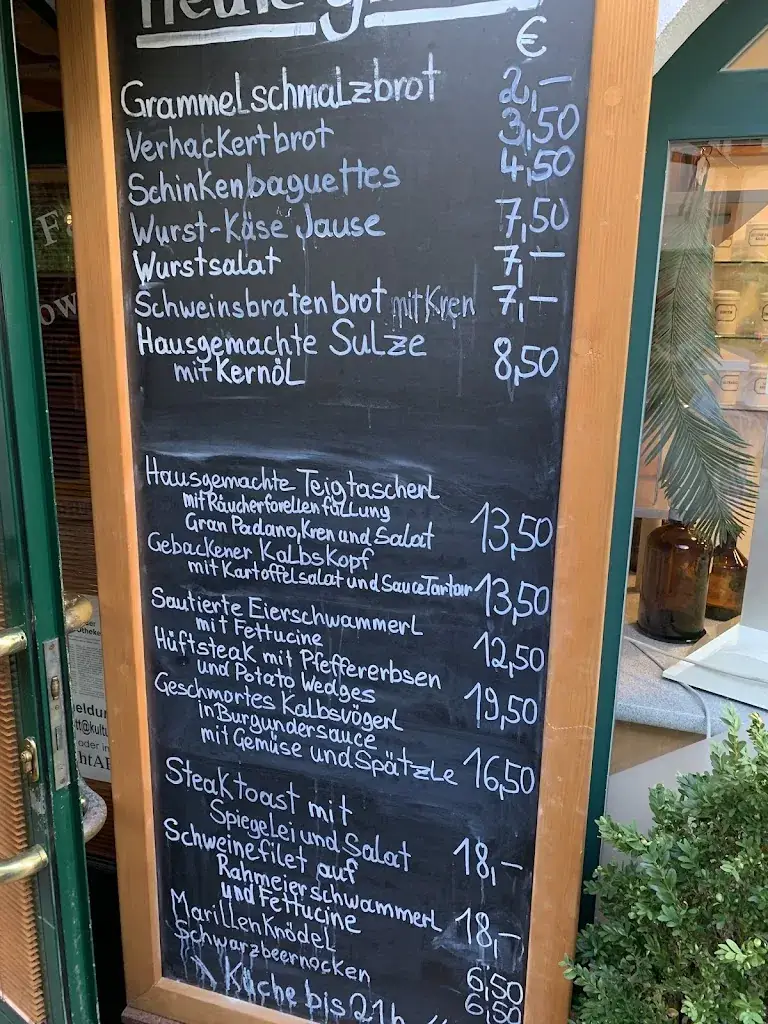 Heute
€
Grammelschmalzbrot 2,–
Verhackertbrot 3,50
Schinkenbaguettes 4,50
Wurst-Käse Jause 7,50
Wurstsalat 7,–
Schweinsbratenbrot mit Kren 7,–
Hausgemachte Sulze
mit Kernöl 8,50
Hausgemachte Teigtascherl
mit Räucherforellenfüllung
Gran Padano, Kren und Salat 13,50
Gebackener Kalbskopf
mit Kartoffelsalat und Sauce Tartar 13,50
Sautierte Eierschwammerl
mit Fettucine 12,50
Hüftsteak mit Pfeffererbsen
und Potato Wedges 19,50
Geschmortes Kalbsvögerl
in Burgundersauce
mit Gemüse und Spätzle 16,50
Steaktoast mit
Spiegelei und Salat 18,–
Schweinefilet auf
Rahmeierschwammerl
und Fettucine 18,–
Marillenknödel 6,50
Schwarzbeernocken 6,50
Küche bis 21h